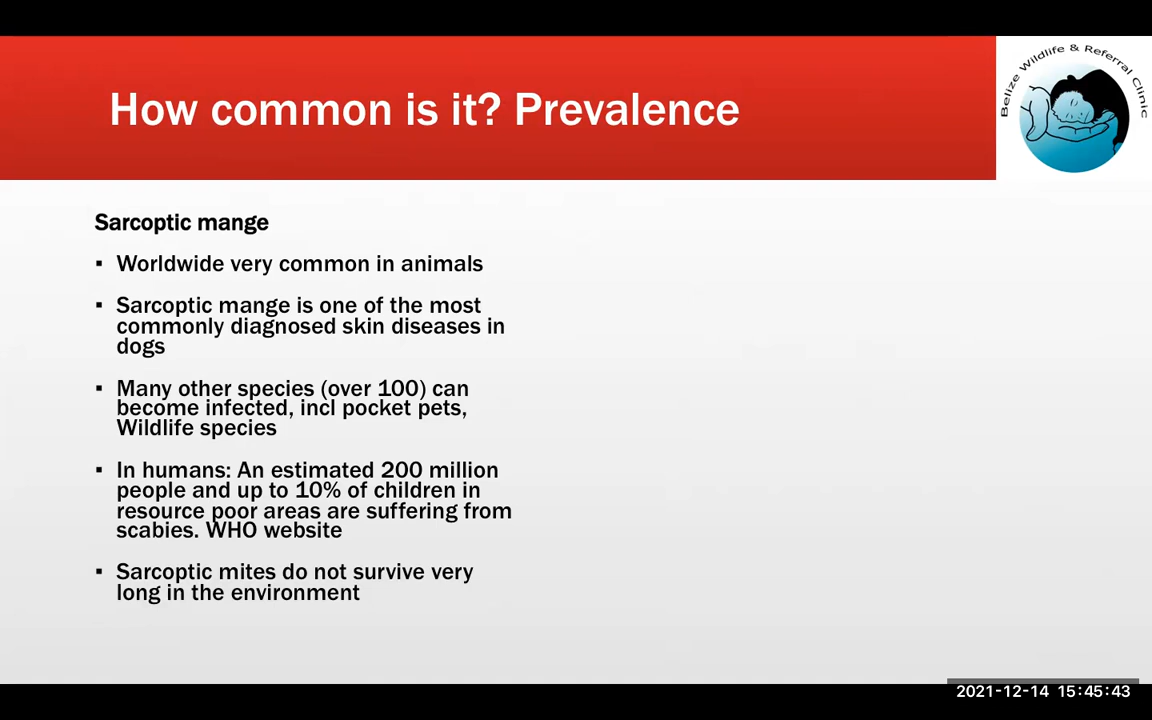 How common is it? Prevalence
Belize Wildlife & Referral Clinic
Sarcoptic mange
▪ Worldwide very common in animals
▪ Sarcoptic mange is one of the most
commonly diagnosed skin diseases in
dogs
▪ Many other species (over 100) can
become infected, incl pocket pets,
Wildlife species
▪ In humans: An estimated 200 million
people and up to 10% of children in
resource poor areas are suffering from
scabies. WHO website
▪ Sarcoptic mites do not survive very
long in the environment
2021-12-14 15:45:43